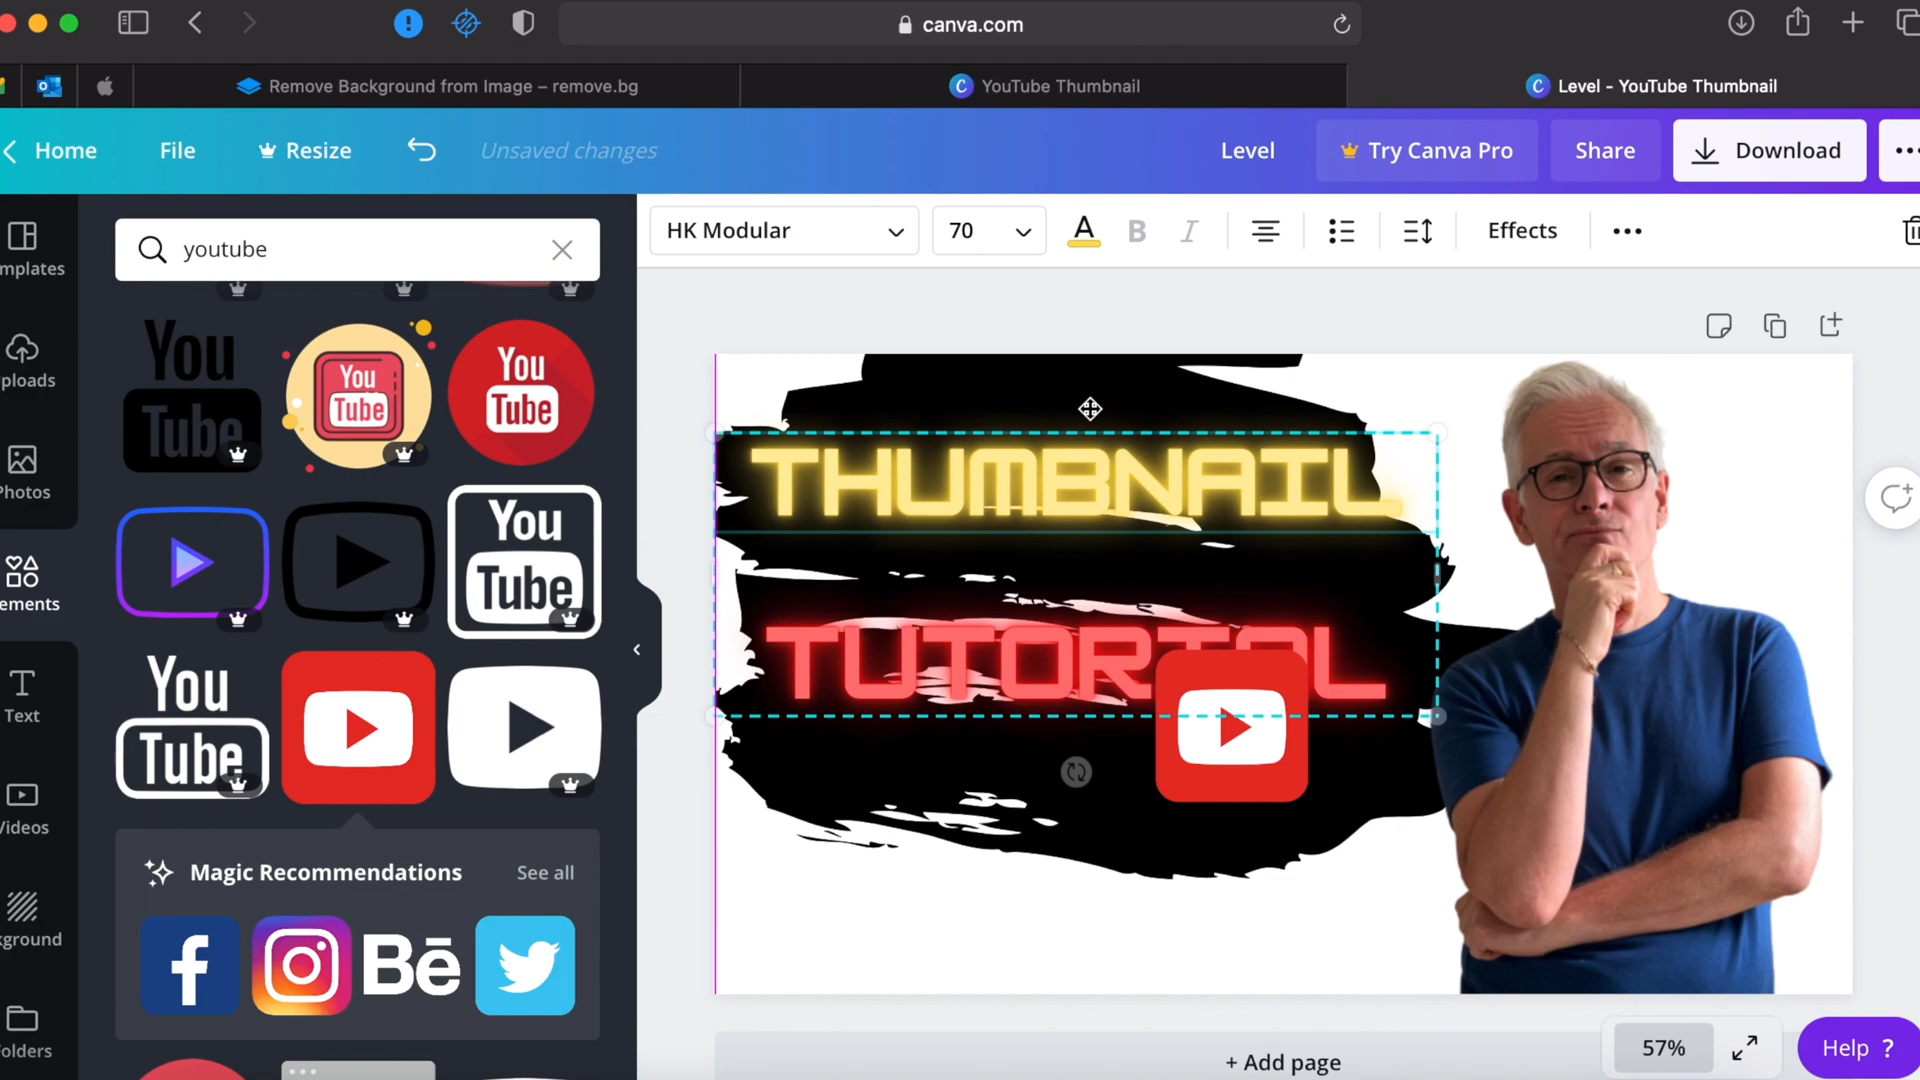 canva.com
Remove Background from Image – remove.bg
YouTube Thumbnail
Level - YouTube Thumbnail
Home
File
Resize
Unsaved changes
Level
Try Canva Pro
Share
Download
youtube
HK Modular
70
A
B
I
Effects
mplates
ploads
Photos
ements
Text
Videos
kground
olders
You
Tube
You
Tube
You
Tube
You
Tube
You
Tube
Magic Recommendations
See all
f
Bē
THUMBNAIL
TUTORIAL
+ Add page
57%
Help ?